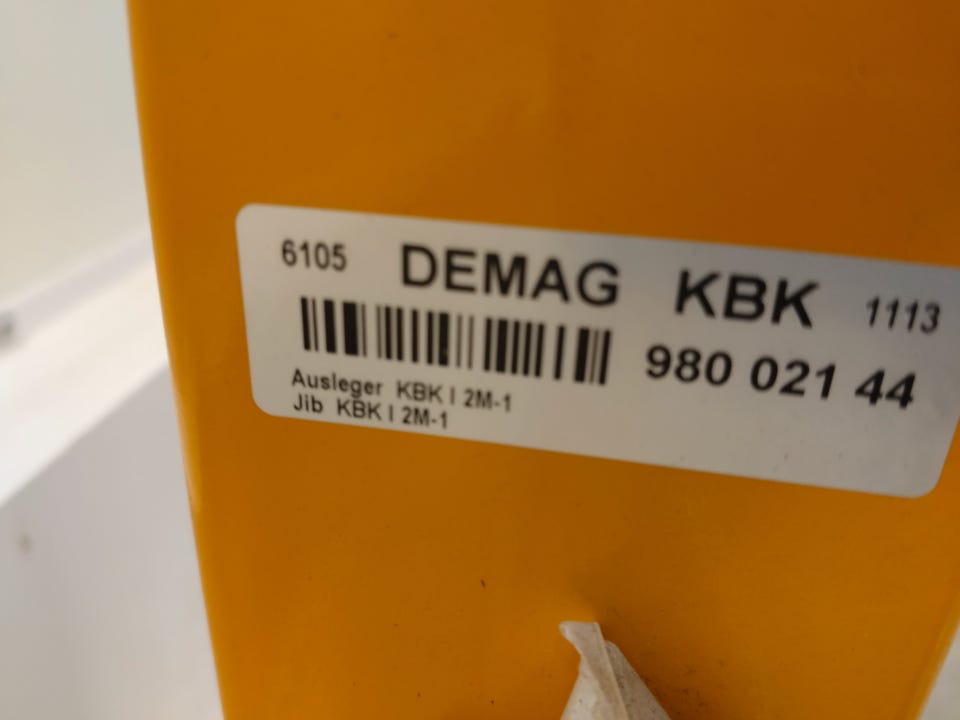 6105 DEMAG KBK 1113
980 021 44
Ausleger KBK I 2M-1
Jib KBK I 2M-1